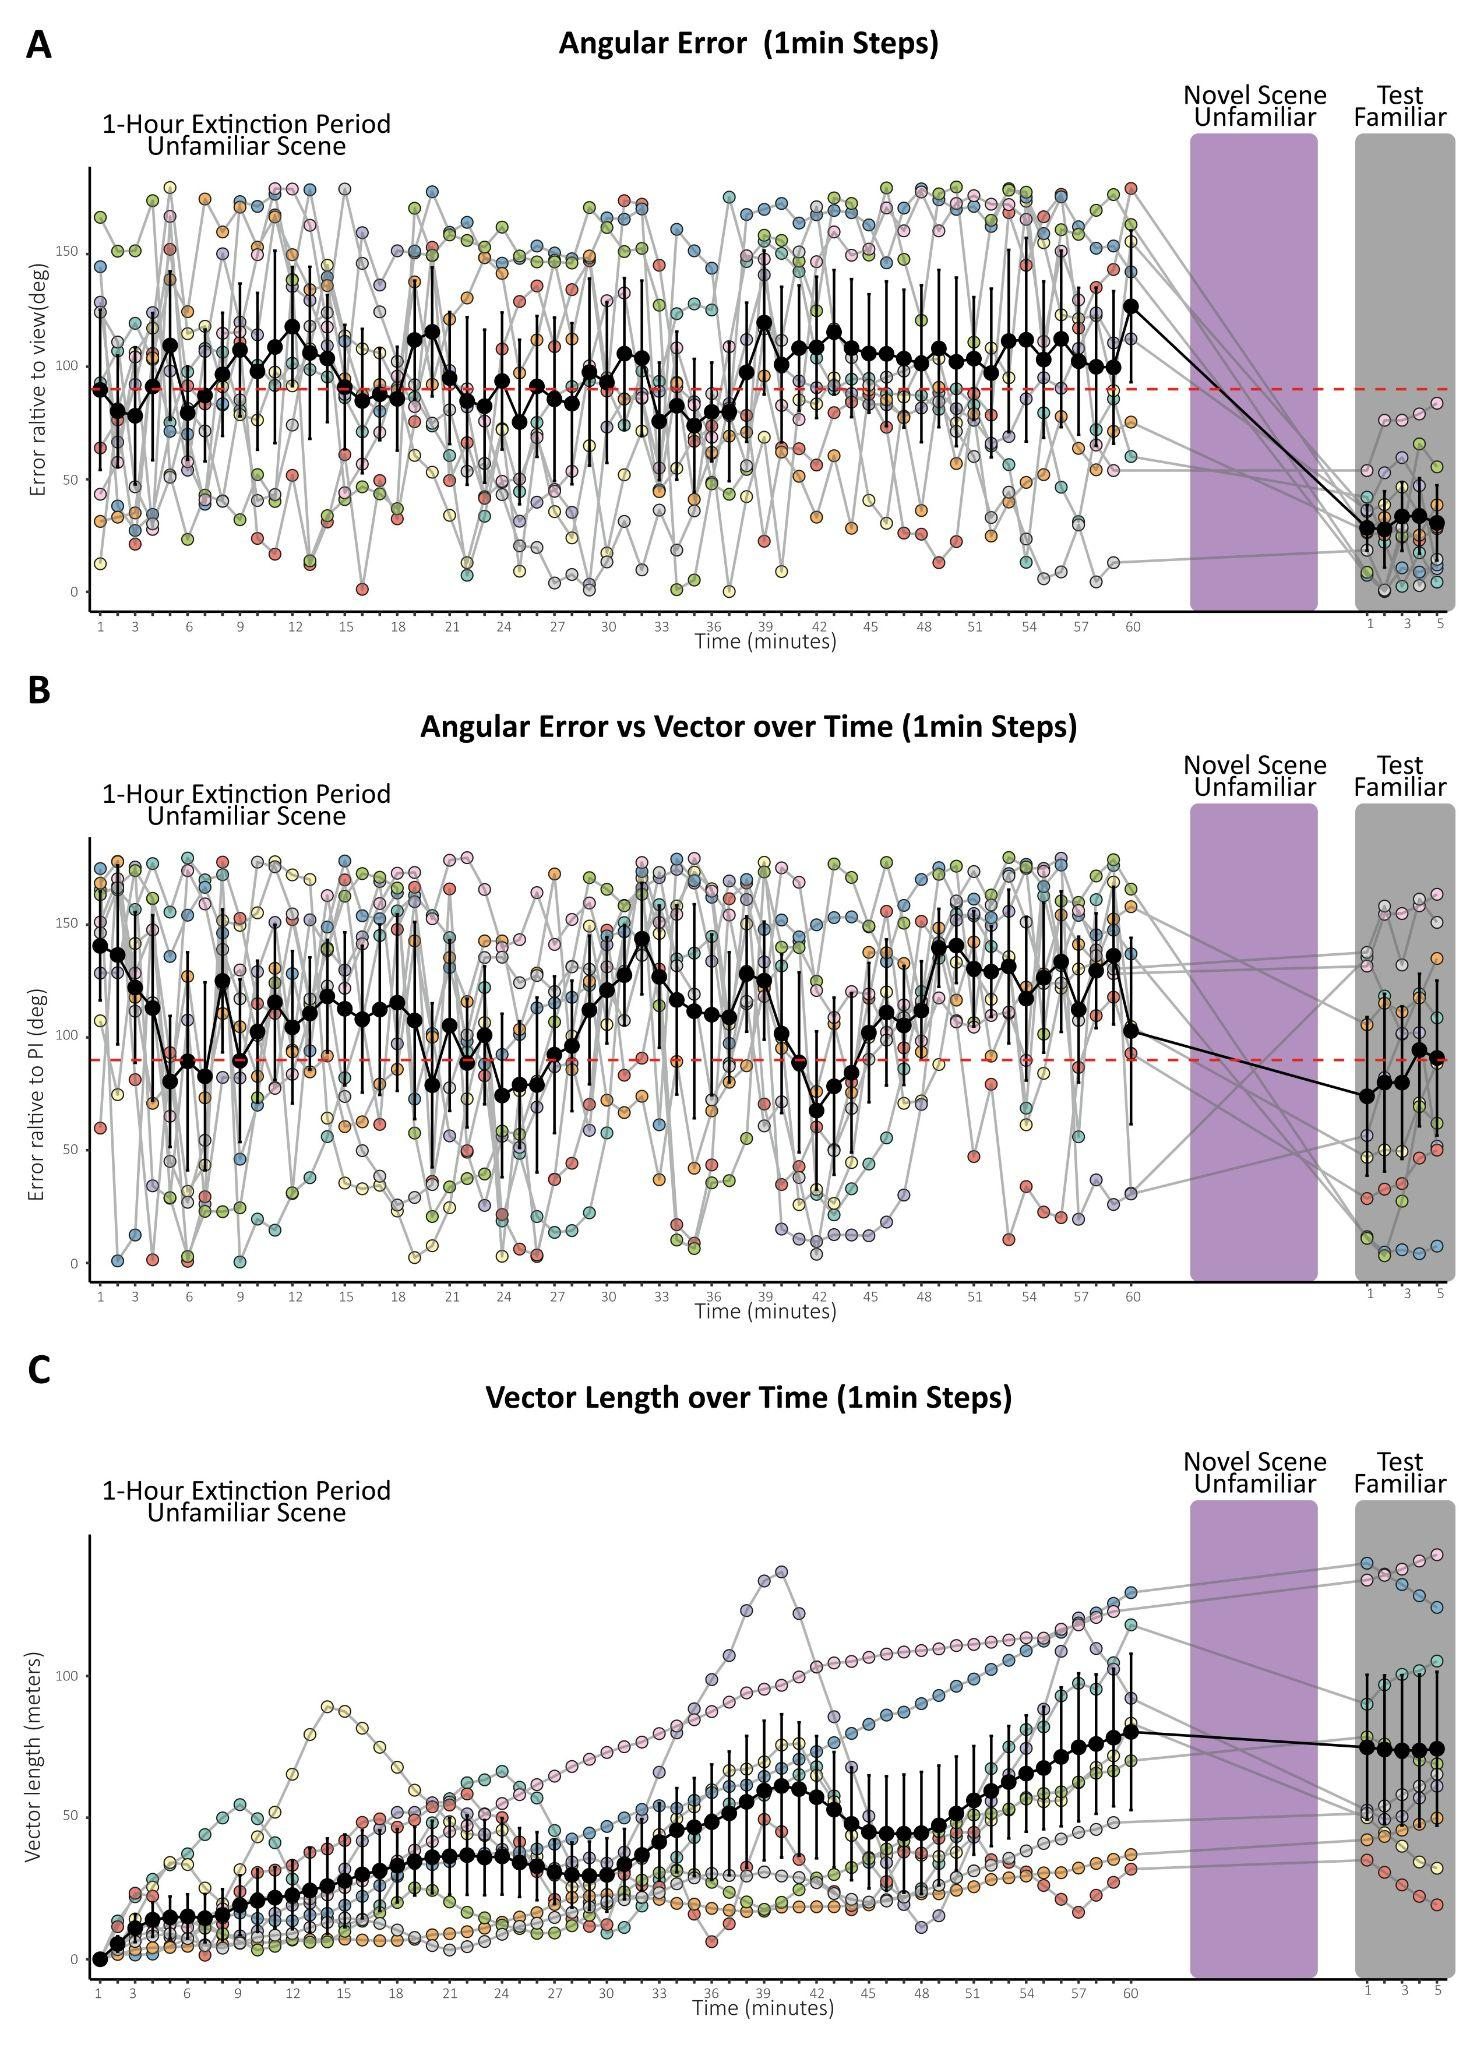 A
Angular Error (1min Steps)
Novel Scene
Unfamiliar
Test
Familiar
1-Hour Extinction Period
Unfamiliar Scene
Error raltive to view(deg)
150
100
50
0
1 3 6 9 12 15 18 21 24 27 30 33 36 39 42 45 48 51 54 57 60 1 3 5
Time (minutes)
B
Angular Error vs Vector over Time (1min Steps)
Novel Scene
Unfamiliar
Test
Familiar
1-Hour Extinction Period
Unfamiliar Scene
Error raltive to PI (deg)
150
100
50
0
1 3 6 9 12 15 18 21 24 27 30 33 36 39 42 45 48 51 54 57 60 1 3 5
Time (minutes)
C
Vector Length over Time (1min Steps)
Novel Scene
Unfamiliar
Test
Familiar
1-Hour Extinction Period
Unfamiliar Scene
Vector length (meters)
100
50
0
1 3 6 9 12 15 18 21 24 27 30 33 36 39 42 45 48 51 54 57 60 1 3 5
Time (minutes)